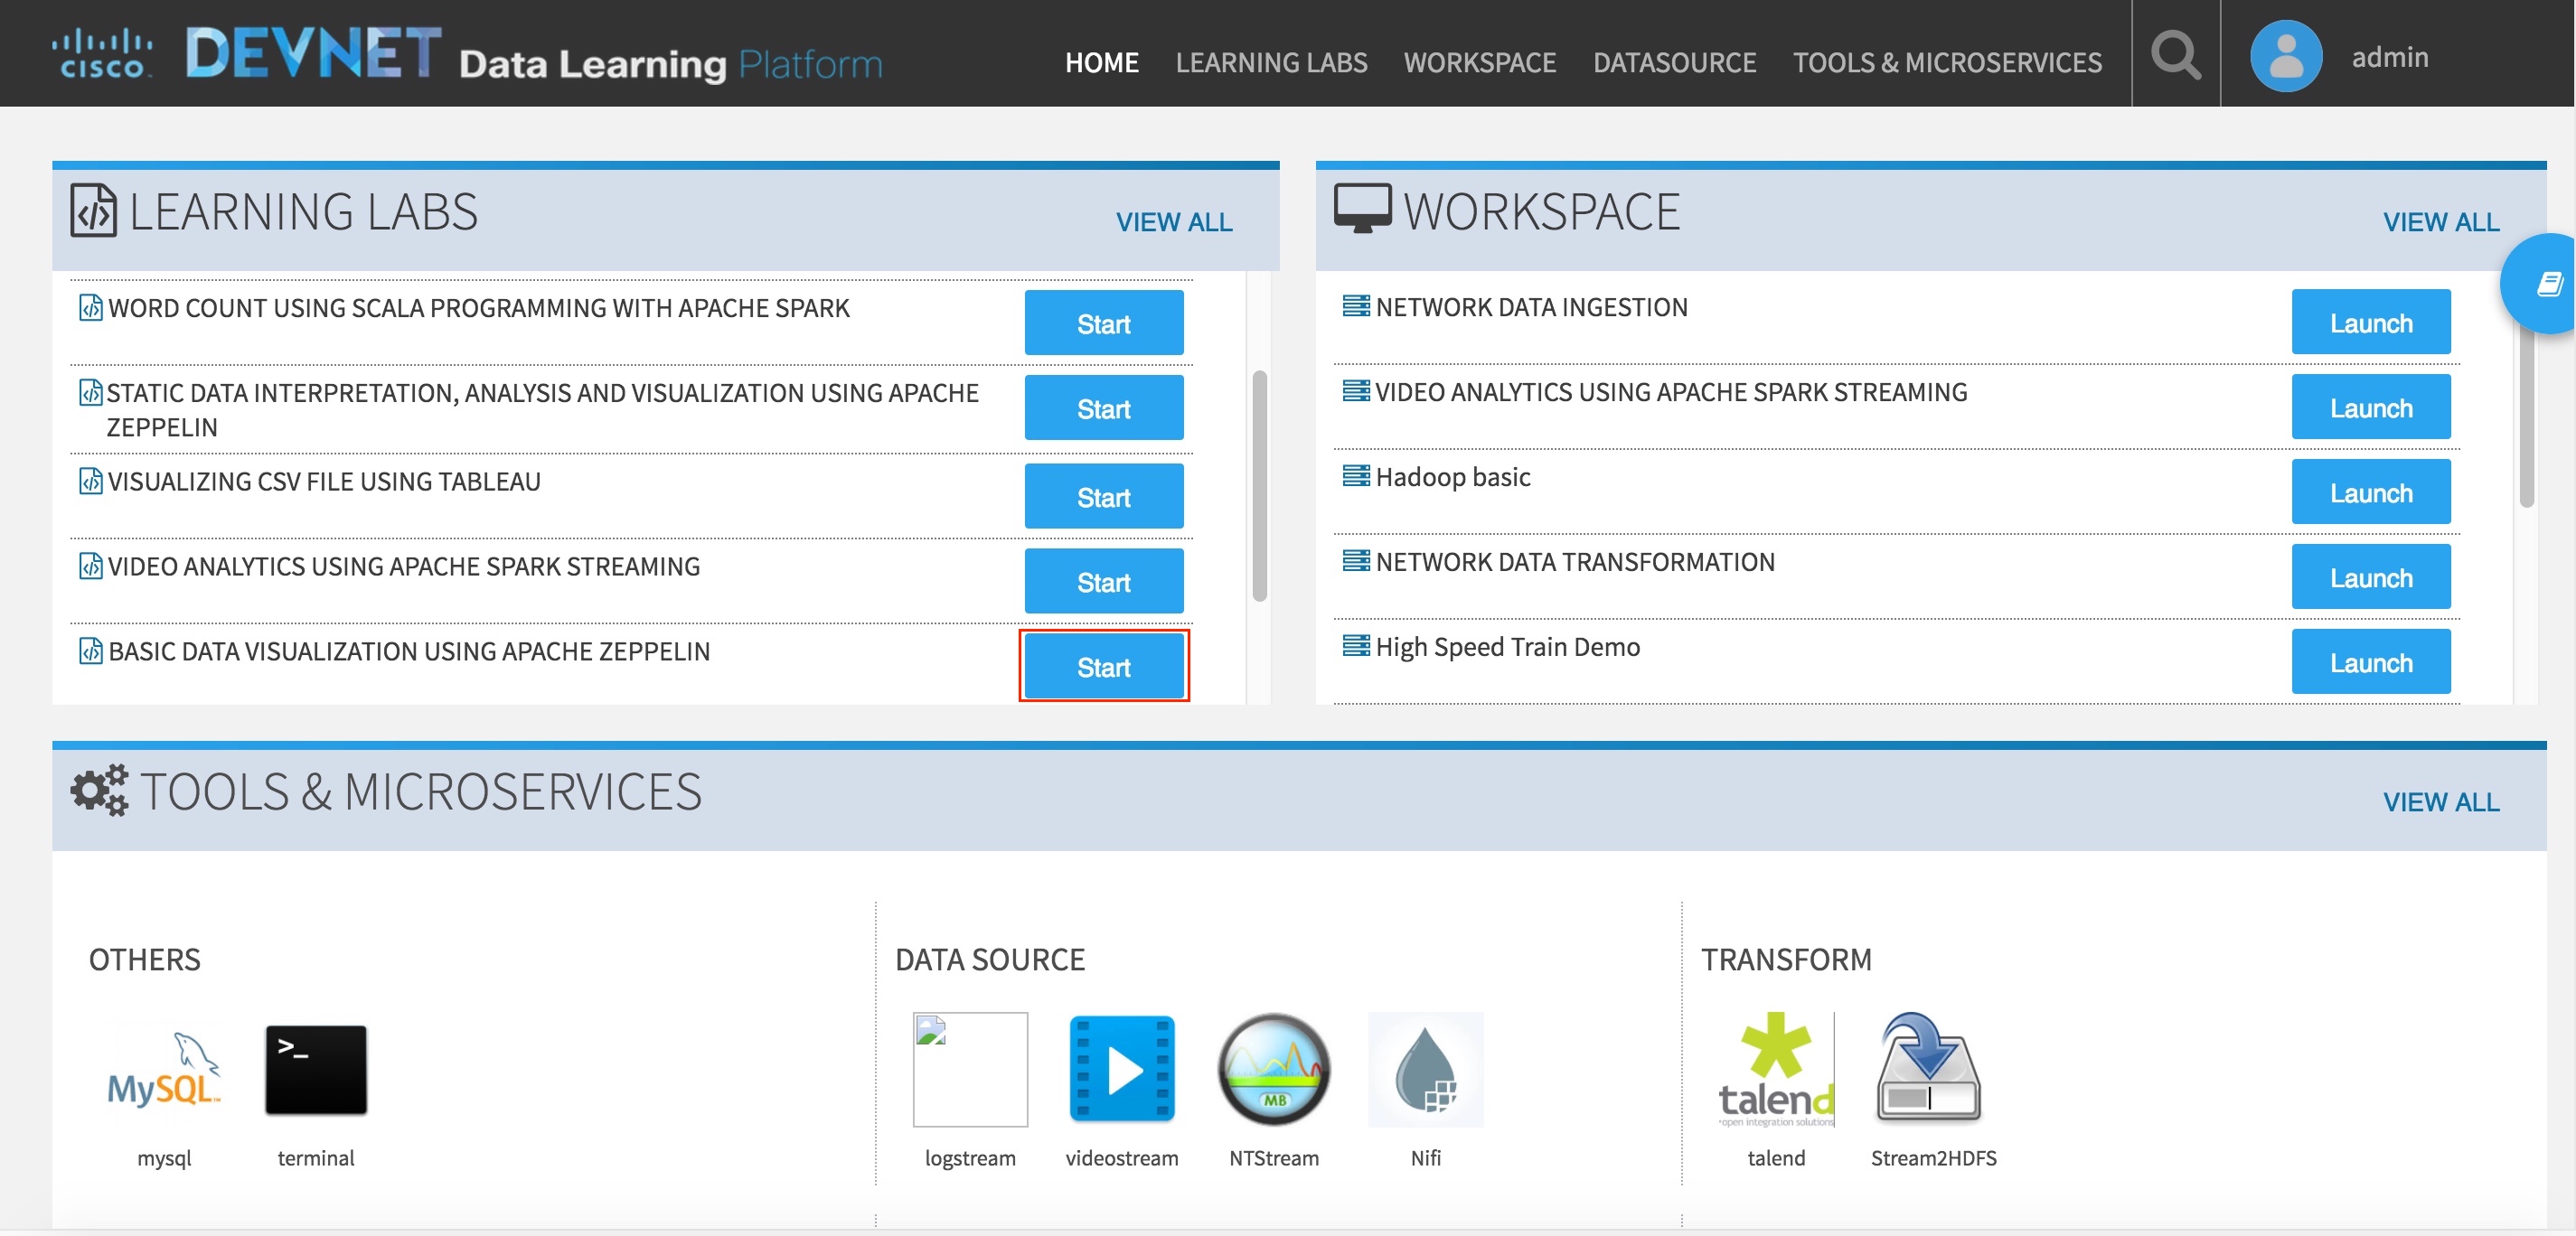 cisco DEVNET Data Learning Platform
HOME LEARNING LABS WORKSPACE DATASOURCE TOOLS & MICROSERVICES admin
LEARNING LABS
VIEW ALL
WORD COUNT USING SCALA PROGRAMMING WITH APACHE SPARK
Start
STATIC DATA INTERPRETATION, ANALYSIS AND VISUALIZATION USING APACHE
ZEPPELIN
Start
VISUALIZING CSV FILE USING TABLEAU
Start
VIDEO ANALYTICS USING APACHE SPARK STREAMING
Start
BASIC DATA VISUALIZATION USING APACHE ZEPPELIN
Start
WORKSPACE
VIEW ALL
NETWORK DATA INGESTION
Launch
VIDEO ANALYTICS USING APACHE SPARK STREAMING
Launch
Hadoop basic
Launch
NETWORK DATA TRANSFORMATION
Launch
High Speed Train Demo
Launch
TOOLS & MICROSERVICES
VIEW ALL
OTHERS
MySQL
>_
mysql
terminal
DATA SOURCE
MB
logstream
videostream
NTStream
Nifi
TRANSFORM
talend
*open integration solutions
talend
Stream2HDFS